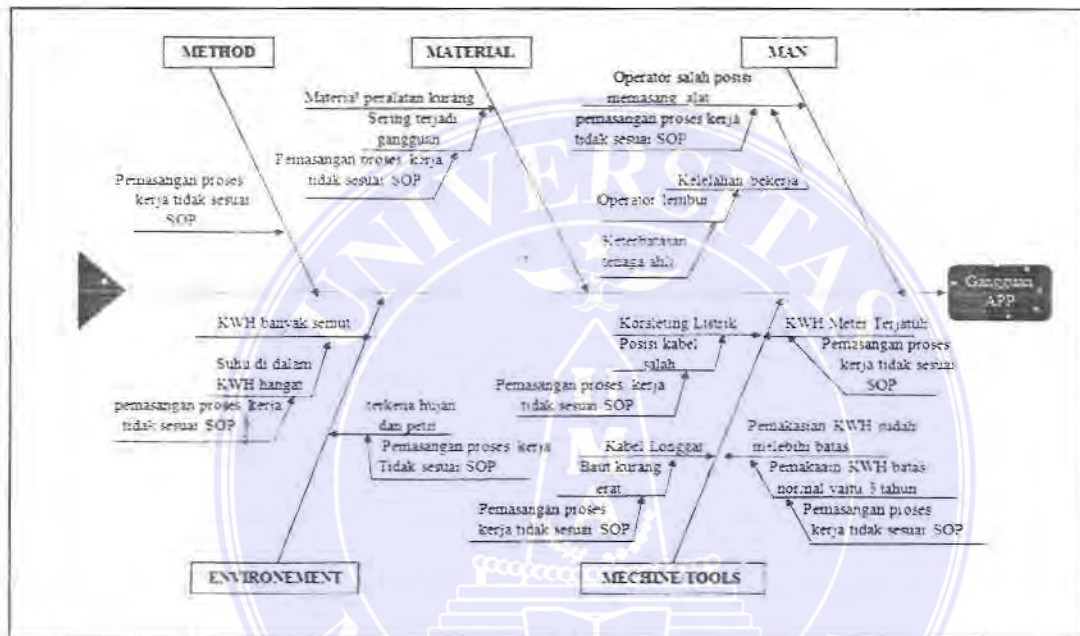 METHOD
MATERIAL
MAN
Material peralatan kurang
Sering terjadi
gangguan
Pemasangan proses kerja
tidak sesuai SOP
Operator salah posisi
memasang alat
pemasangan proses kerja
tidak sesuai SOP
Kelelahan bekerja
Operator lembur
Keterbatasan
tenaga ahli
Pemasangan proses
kerja tidak sesuai
SOP
Gangguan
APP
KWH banyak semut
Suhu di dalam
KWH hangat
pemasangan proses kerja
tidak sesuai SOP
terkena hujan
dan petir
Pemasangan proses kerja
Tidak sesuai SOP
Korsleting Listrik
Posisi kabel
salah
Pemasangan proses kerja
tidak sesuai SOP
KWH Meter Terjatuh
Pemasangan proses
kerja tidak sesuai
SOP
Kabel Longgar
Baut kurang
erat
Pemasangan proses
kerja tidak sesuai SOP
Pemakaian KWH sudah
melebihi batas
Pemakaain KWH batas
normal yaitu 5 tahun
Pemasangan proses
kerja tidak sesuai SOP
ENVIRONEMENT
MECHINE/TOOLS
UNIVERSITAS